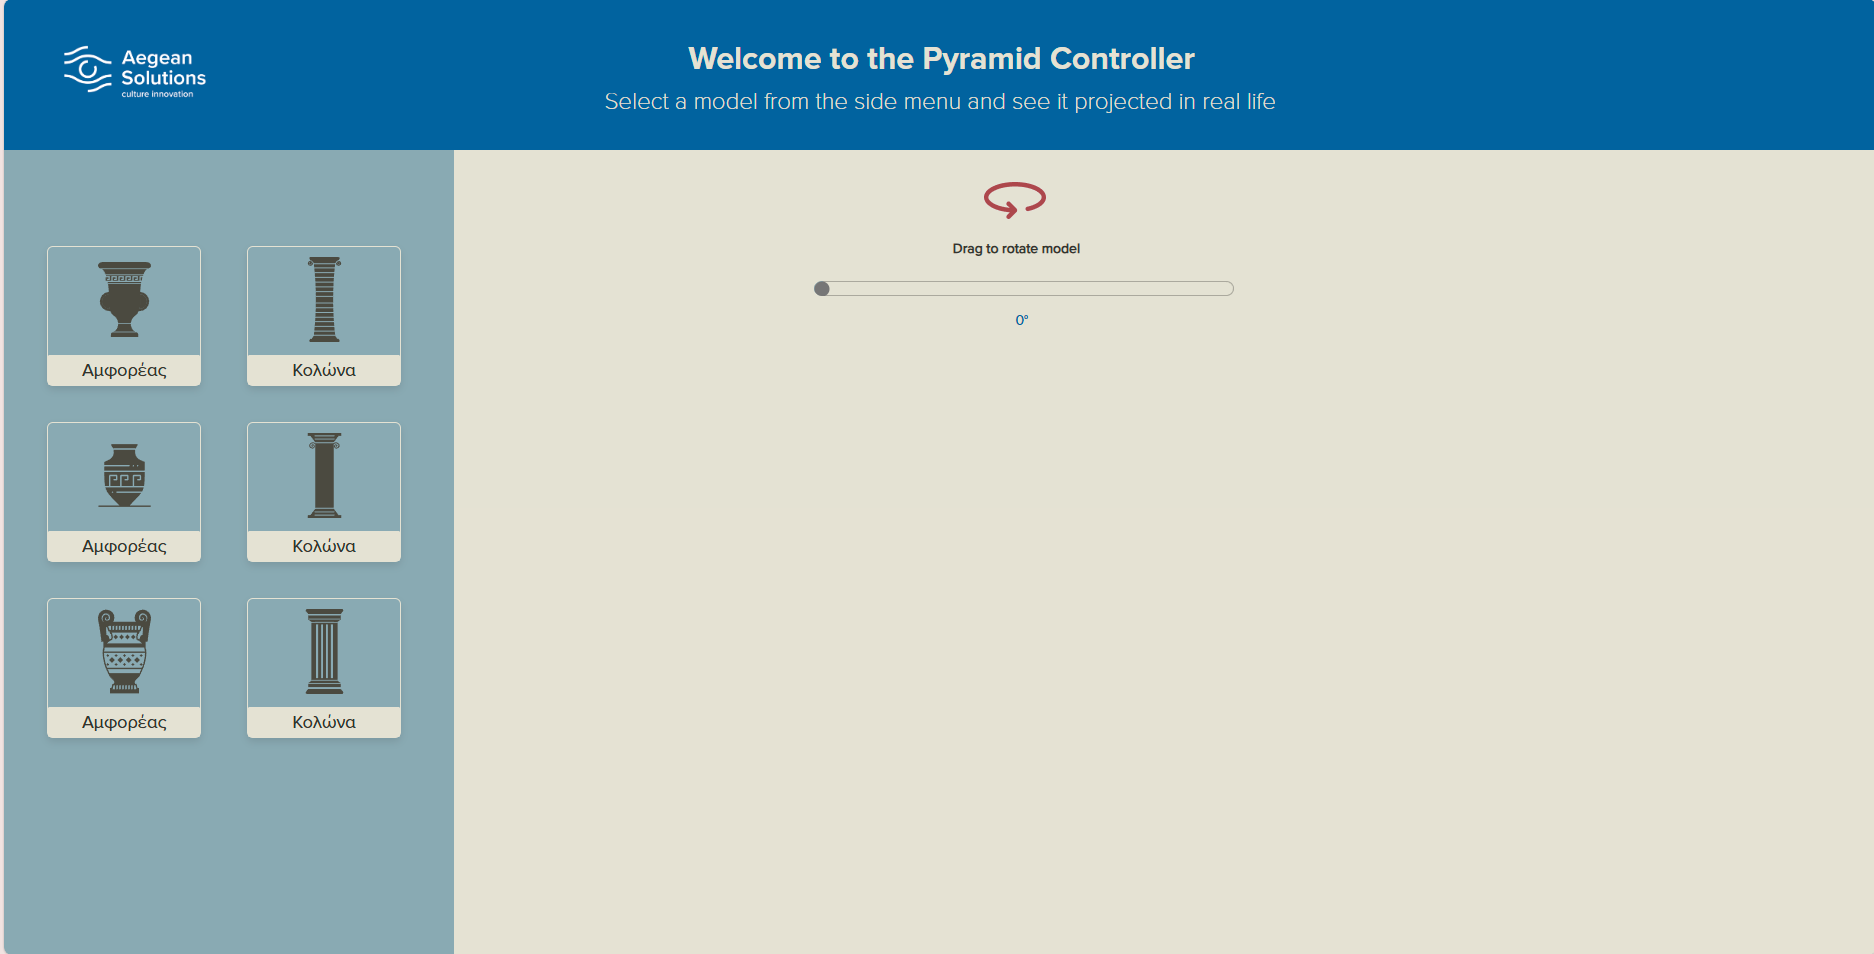 Aegean
Solutions
culture innovation
Welcome to the Pyramid Controller
Select a model from the side menu and see it projected in real life
Αμφορέας
Κολώνα
Αμφορέας
Κολώνα
Αμφορέας
Κολώνα
Drag to rotate model
0°